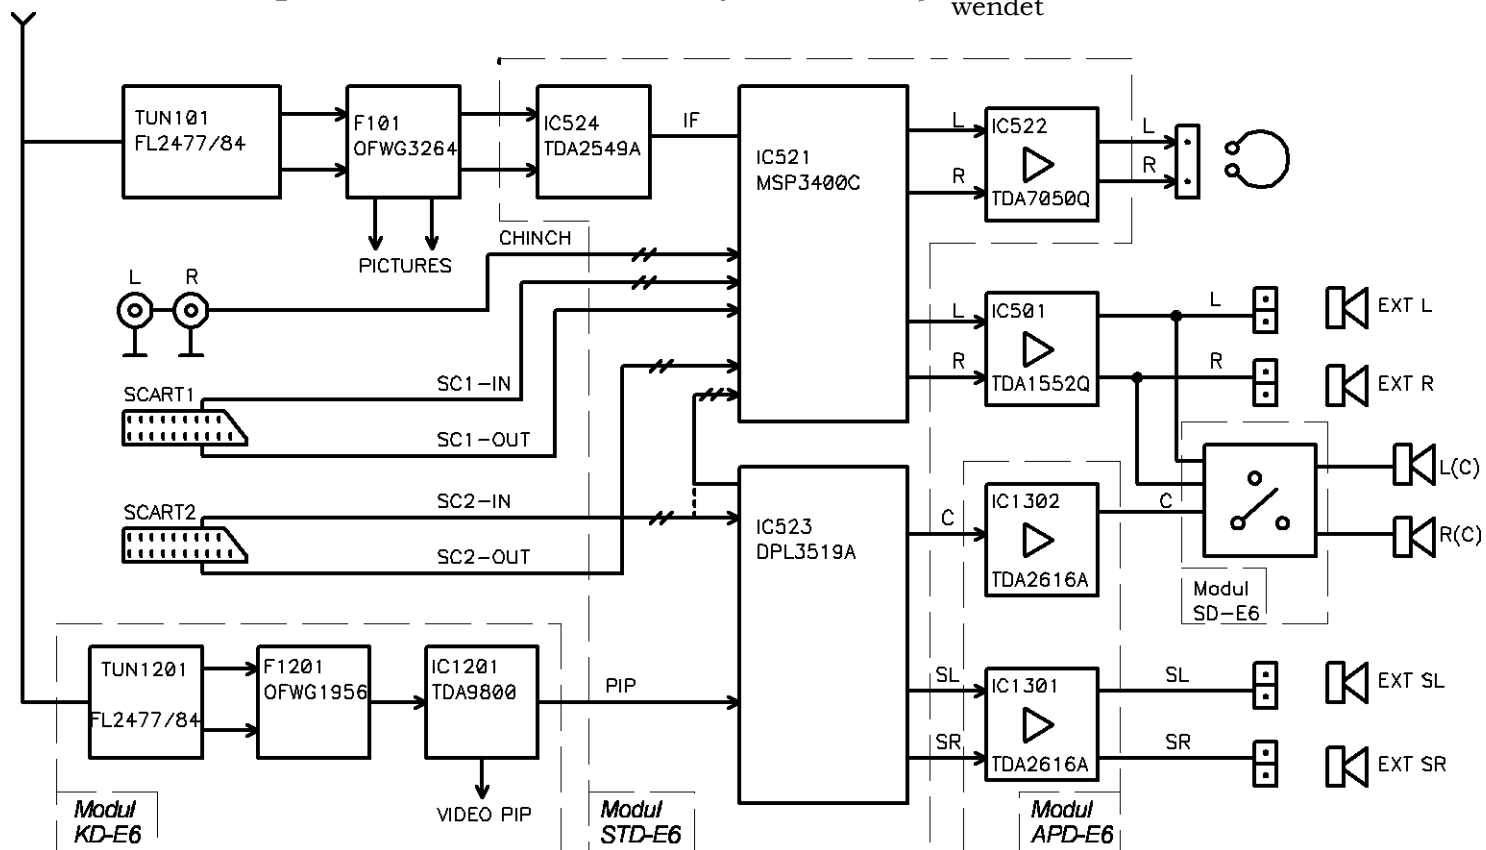 wendet
TUN101
FL2477/84
F101
OFWG3264
IC524
TDA2549A
IF
IC521
MSP3400C
L
R
IC522
TDA7050Q
L
R
PICTURES
CHINCH
L R
L
R
IC501
TDA1552Q
L
R
EXT L
EXT R
SCART1
SC1-IN
SC1-OUT
SCART2
SC2-IN
SC2-OUT
IC523
DPL3519A
C
IC1302
TDA2616A
C
L(C)
R(C)
Modul
SD-E6
TUN1201
FL2477/84
F1201
OFWG1956
IC1201
TDA9800
PIP
VIDEO PIP
SL
SR
IC1301
TDA2616A
SL
SR
EXT SL
EXT SR
Modul
KD-E6
Modul
STD-E6
Modul
APD-E6